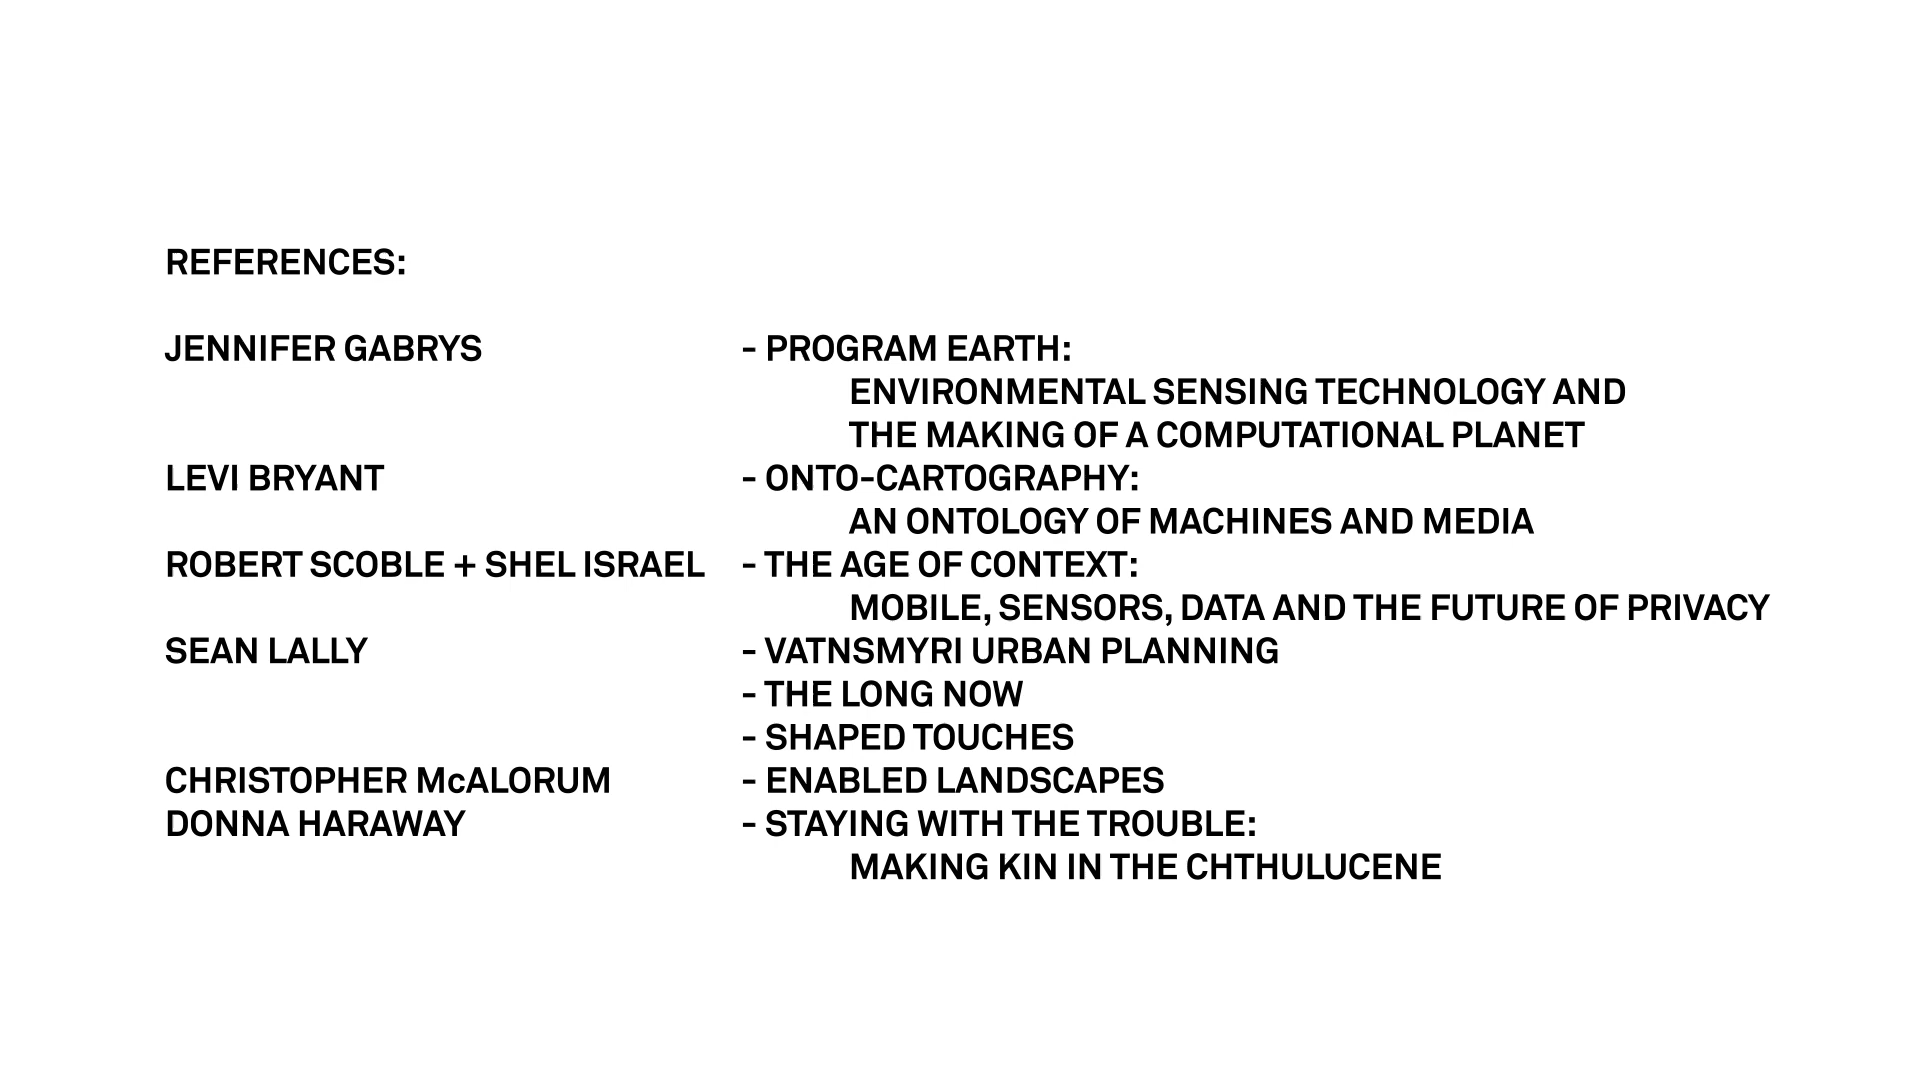 REFERENCES:
JENNIFER GABRYS - PROGRAM EARTH:
ENVIRONMENTAL SENSING TECHNOLOGY AND
THE MAKING OF A COMPUTATIONAL PLANET
LEVI BRYANT - ONTO-CARTOGRAPHY:
AN ONTOLOGY OF MACHINES AND MEDIA
ROBERT SCOBLE + SHEL ISRAEL - THE AGE OF CONTEXT:
MOBILE, SENSORS, DATA AND THE FUTURE OF PRIVACY
SEAN LALLY - VATNSMYRI URBAN PLANNING
- THE LONG NOW
- SHAPED TOUCHES
CHRISTOPHER McALORUM - ENABLED LANDSCAPES
DONNA HARAWAY - STAYING WITH THE TROUBLE:
MAKING KIN IN THE CHTHULUCENE